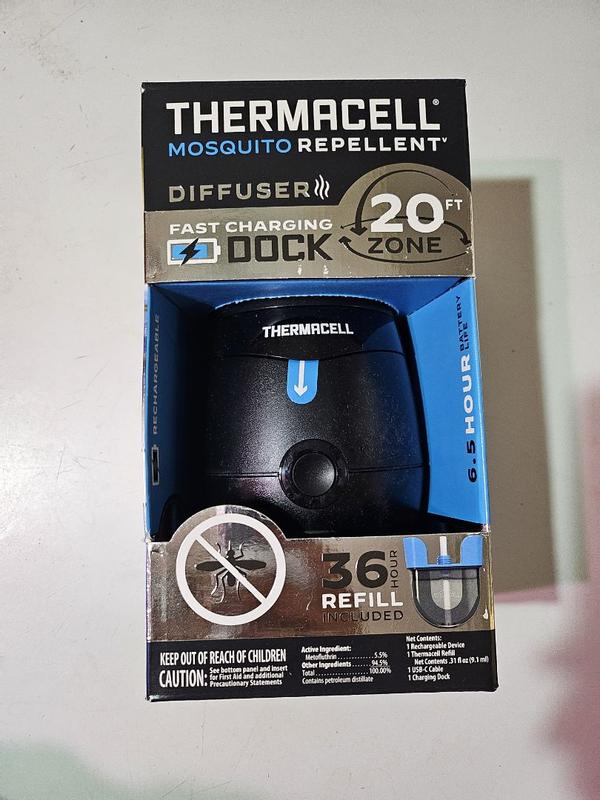 THERMACELL®
MOSQUITO REPELLENT
DIFFUSER
FAST CHARGING
DOCK
20 FT
ZONE
RECHARGEABLE
THERMACELL
6.5 HOUR BATTERY LIFE
36 HOUR
REFILL
INCLUDED
KEEP OUT OF REACH OF CHILDREN
CAUTION: See bottom panel and insert
for First Aid and additional
Precautionary Statements
Active Ingredient:
Metofluthrin..........5.5%
Other Ingredients.......94.5%
Total..............100.00%
Contains petroleum distillate
Net Contents:
1 Rechargeable Device
1 Thermacell Refill
Net Contents .31 fl oz (9.1 ml)
1 USB-C Cable
1 Charging Dock